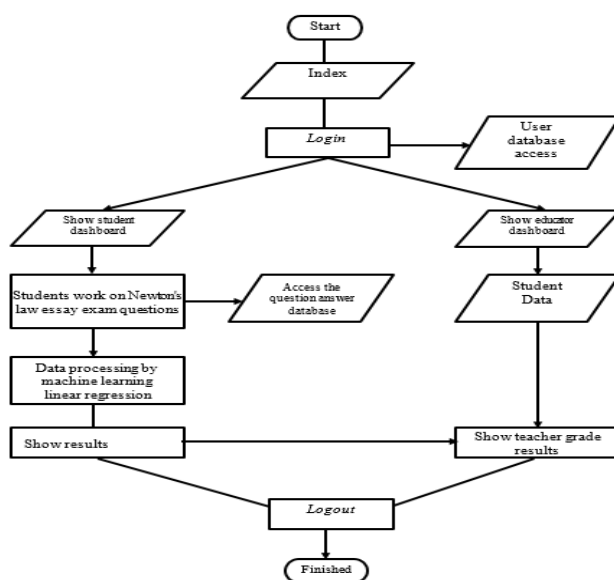 Start
Index
Login
User
database
access
Show student
dashboard
Show educator
dashboard
Students work on Newton's
law essay exam questions
Access the
question answer
database
Student
Data
Data processing by
machine learning
linear regression
Show results
Show teacher grade
results
Logout
Finished